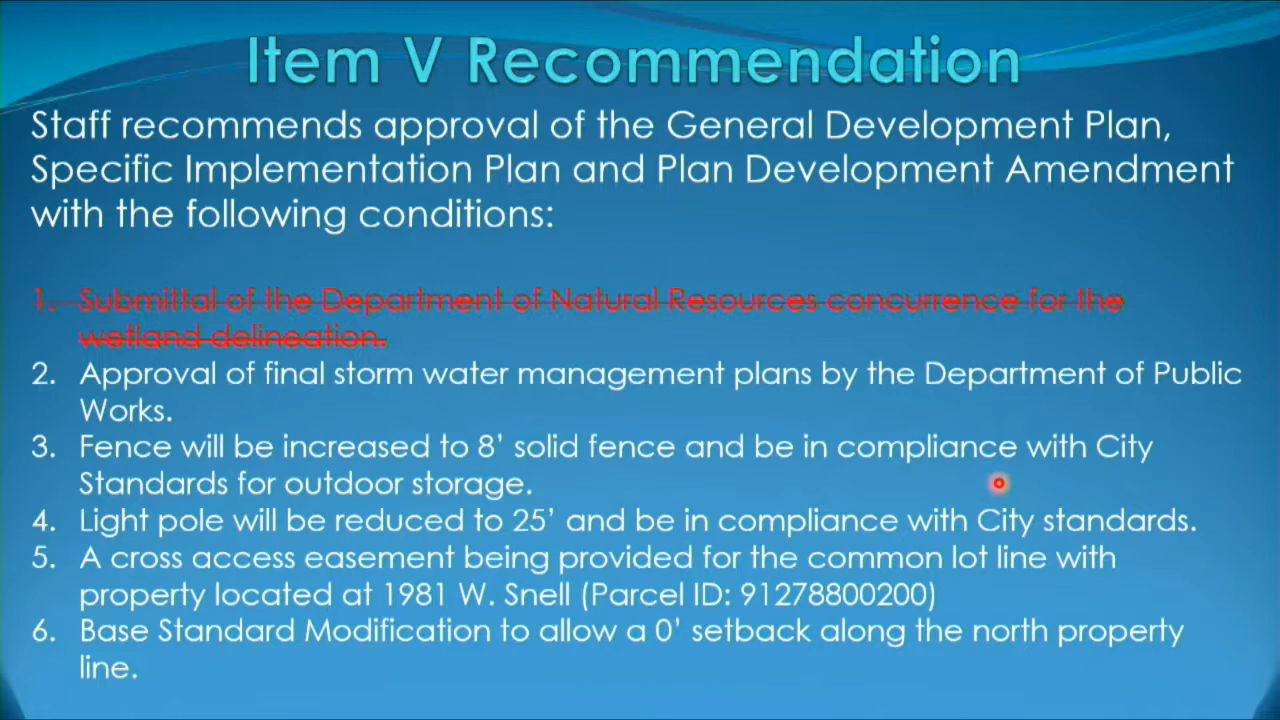 Item V Recommendation
Staff recommends approval of the General Development Plan,
Specific Implementation Plan and Plan Development Amendment
with the following conditions:
1. Submittal of the Department of Natural Resources concurrence for the
wetland delineation.
2. Approval of final storm water management plans by the Department of Public
Works.
3. Fence will be increased to 8' solid fence and be in compliance with City
Standards for outdoor storage.
4. Light pole will be reduced to 25' and be in compliance with City standards.
5. A cross access easement being provided for the common lot line with
property located at 1981 W. Snell (Parcel ID: 91278800200)
6. Base Standard Modification to allow a 0' setback along the north property
line.